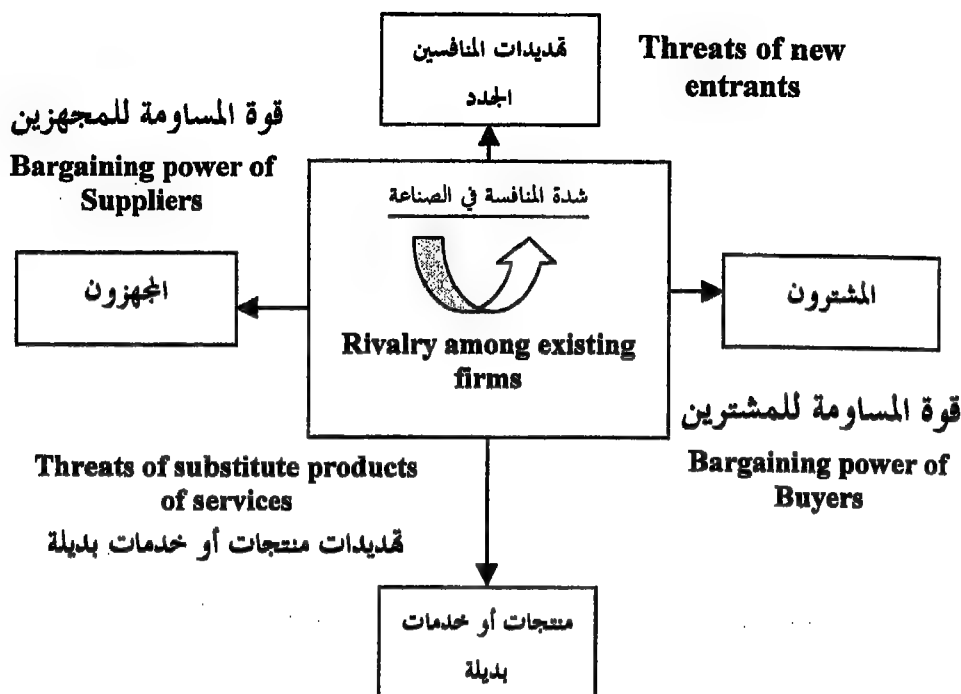 تهديدات المنافسين
الجدد
Threats of new
entrants
قوة المساومة للمجهزين
Bargaining power of
Suppliers
شدة المنافسة في الصناعة
المجهزون
المشترون
Rivalry among existing
firms
قوة المساومة للمشترين
Bargaining power of
Buyers
Threats of substitute products
of services
تهديدات منتجات أو خدمات بديلة
منتجات أو خدمات
بديلة